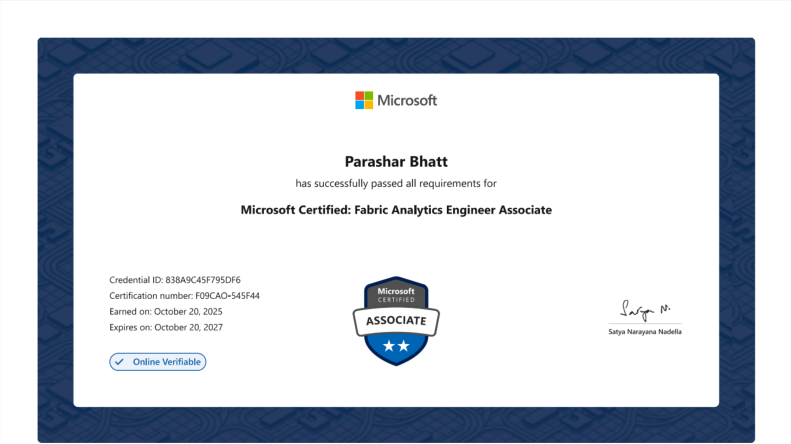 Microsoft
Parashar Bhatt
has successfully passed all requirements for
Microsoft Certified: Fabric Analytics Engineer Associate
Credential ID: 838A9C45F795DF6
Certification number: F09CAO-545F44
Earned on: October 20, 2025
Expires on: October 20, 2027
Online Verifiable
Microsoft
CERTIFIED
ASSOCIATE
Satya N.
Satya Narayana Nadella